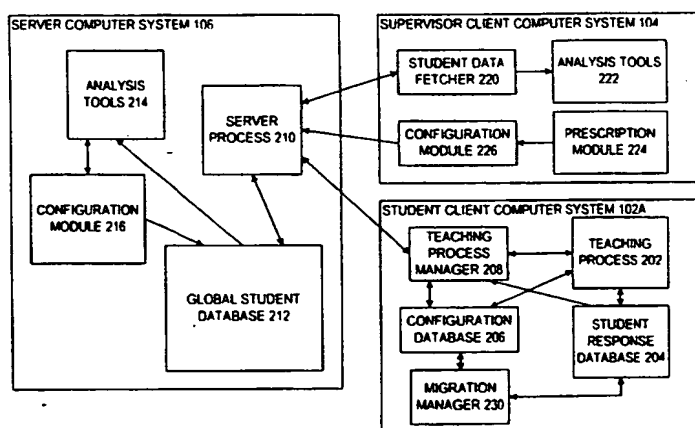 SERVER COMPUTER SYSTEM 106
ANALYSIS
TOOLS 214
SERVER
PROCESS 210
CONFIGURATION
MODULE 216
GLOBAL STUDENT
DATABASE 212
SUPERVISOR CLIENT COMPUTER SYSTEM 104
STUDENT DATA
FETCHER 220
ANALYSIS TOOLS
222
CONFIGURATION
MODULE 226
PRESCRIPTION
MODULE 224
STUDENT CLIENT COMPUTER SYSTEM 102A
TEACHING
PROCESS
MANAGER 208
TEACHING
PROCESS 202
CONFIGURATION
DATABASE 206
STUDENT
RESPONSE
DATABASE 204
MIGRATION
MANAGER 230